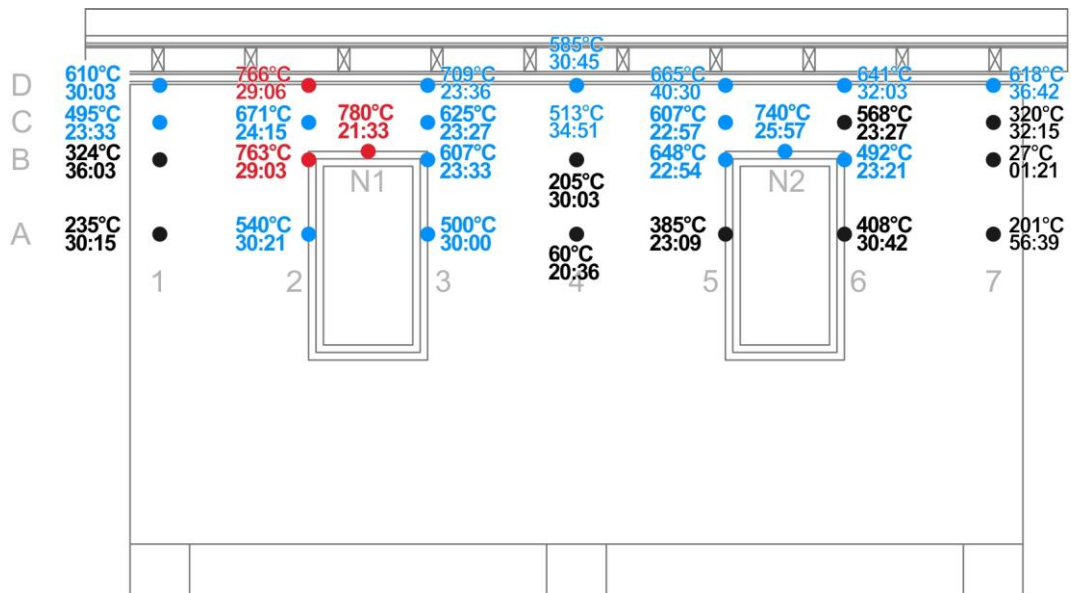 585°C
30:45
D
610°C
30:03
766°C
29:06
709°C
23:36
665°C
40:30
641°C
32:03
618°C
36:42
C
495°C
23:33
671°C
24:15
780°C
21:33
625°C
23:27
513°C
34:51
607°C
22:57
740°C
25:57
568°C
23:27
320°C
32:15
B
324°C
36:03
763°C
29:03
N1
607°C
23:33
205°C
30:03
648°C
22:54
N2
492°C
23:21
27°C
01:21
A
235°C
30:15
540°C
30:21
500°C
30:00
60°C
20:36
385°C
23:09
408°C
30:42
201°C
56:39
1
2
3
4
5
6
7